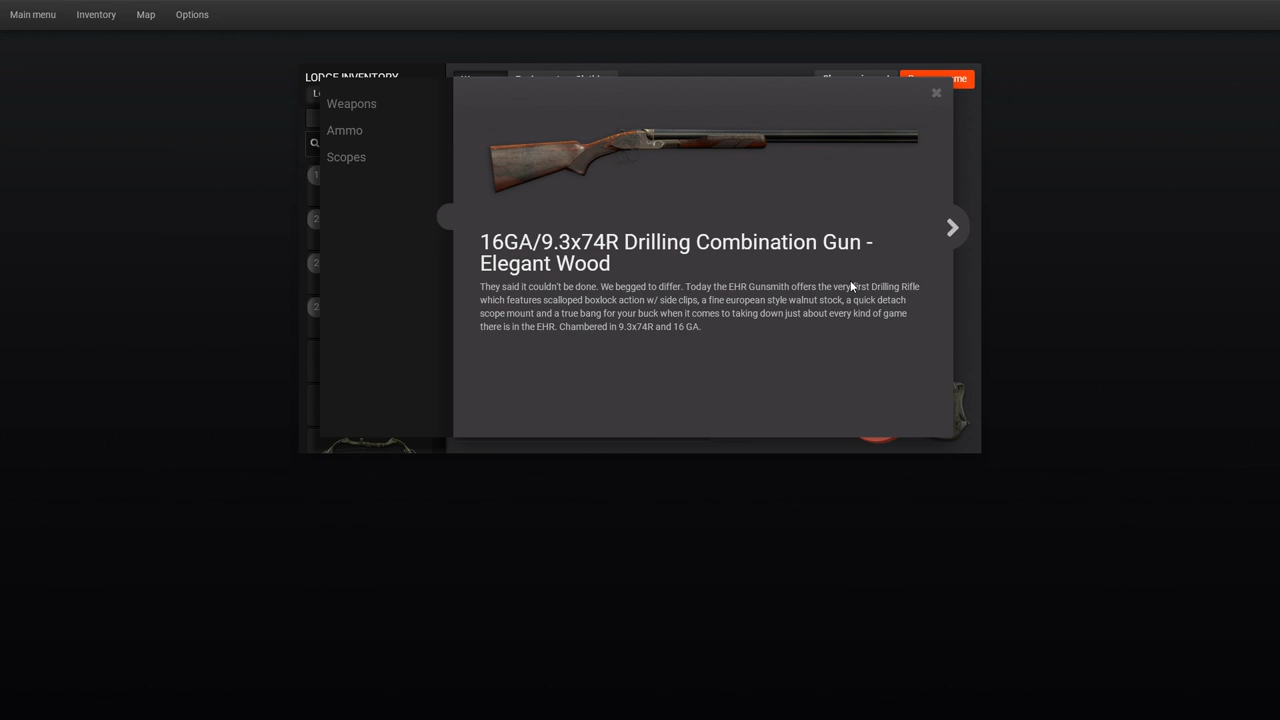 Main menu Inventory Map Options
LODGE INVENTORY
Weapons
Ammo
Scopes
16GA/9.3x74R Drilling Combination Gun -
Elegant Wood
They said it couldn't be done. We begged to differ. Today the EHR Gunsmith offers the very first Drilling Rifle
which features scalloped boxlock action w/ side clips, a fine european style walnut stock, a quick detach
scope mount and a true bang for your buck when it comes to taking down just about every kind of game
there is in the EHR. Chambered in 9.3x74R and 16 GA.